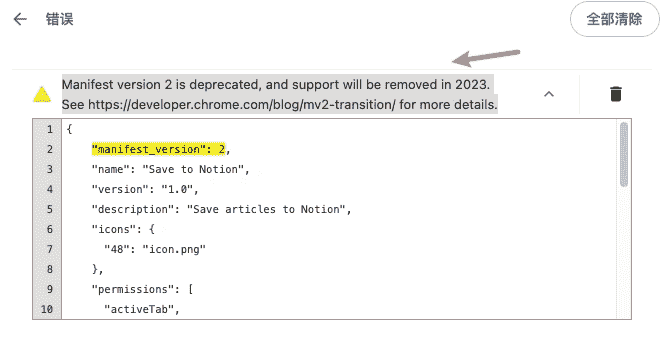 错误
全部清除
Manifest version 2 is deprecated, and support will be removed in 2023.
See https://developer.chrome.com/blog/mv2-transition/ for more details.
1 {
2 "manifest_version": 2,
3 "name": "Save to Notion",
4 "version": "1.0",
5 "description": "Save articles to Notion",
6 "icons": {
7 "48": "icon.png"
8 },
9 "permissions": [
10 "activeTab",